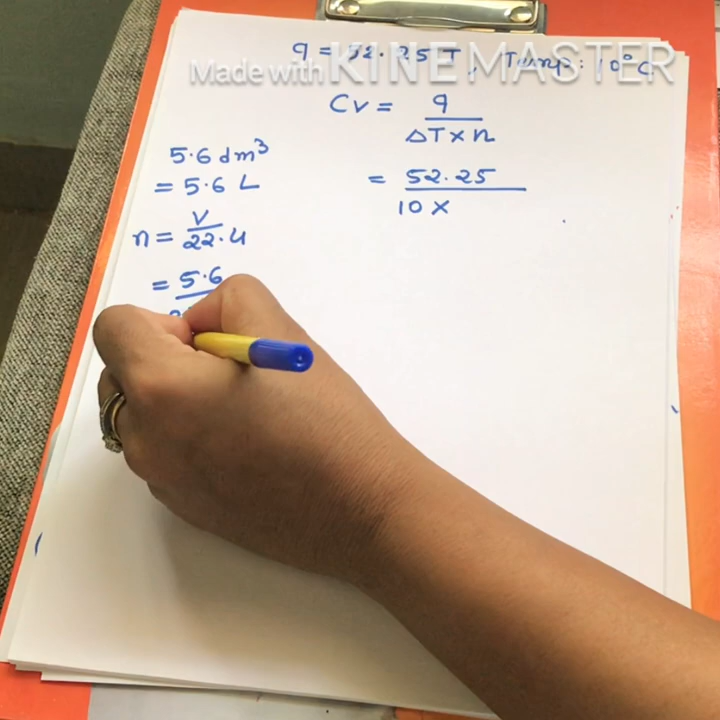 q = 52.25 J, Temp: 10°C
Made with KINEMASTER
Cv = q
ΔT × n
5.6 dm³
= 5.6 L
= 52.25
10 ×
n = V
22.4
= 5.6